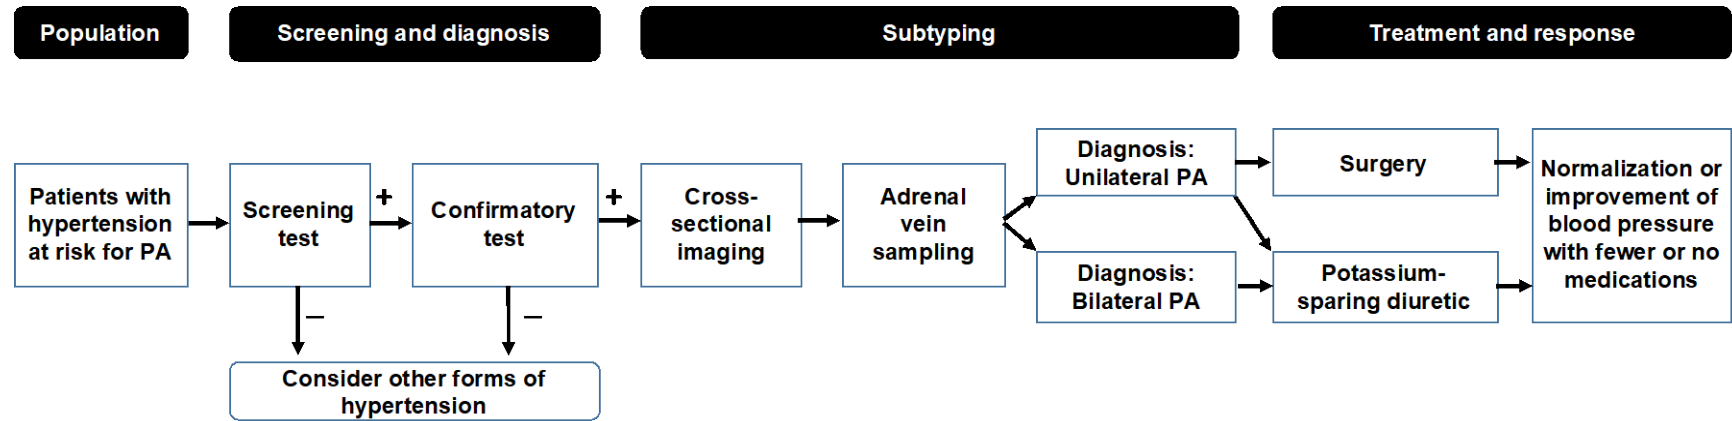 Population
Screening and diagnosis
Subtyping
Treatment and response
Patients with
hypertension
at risk for PA
Screening
test
+
Confirmatory
test
+
Cross-
sectional
imaging
Adrenal
vein
sampling
Diagnosis:
Unilateral PA
Diagnosis:
Bilateral PA
Surgery
Potassium-
sparing diuretic
Normalization or
improvement of
blood pressure
with fewer or no
medications
–
–
Consider other forms of
hypertension